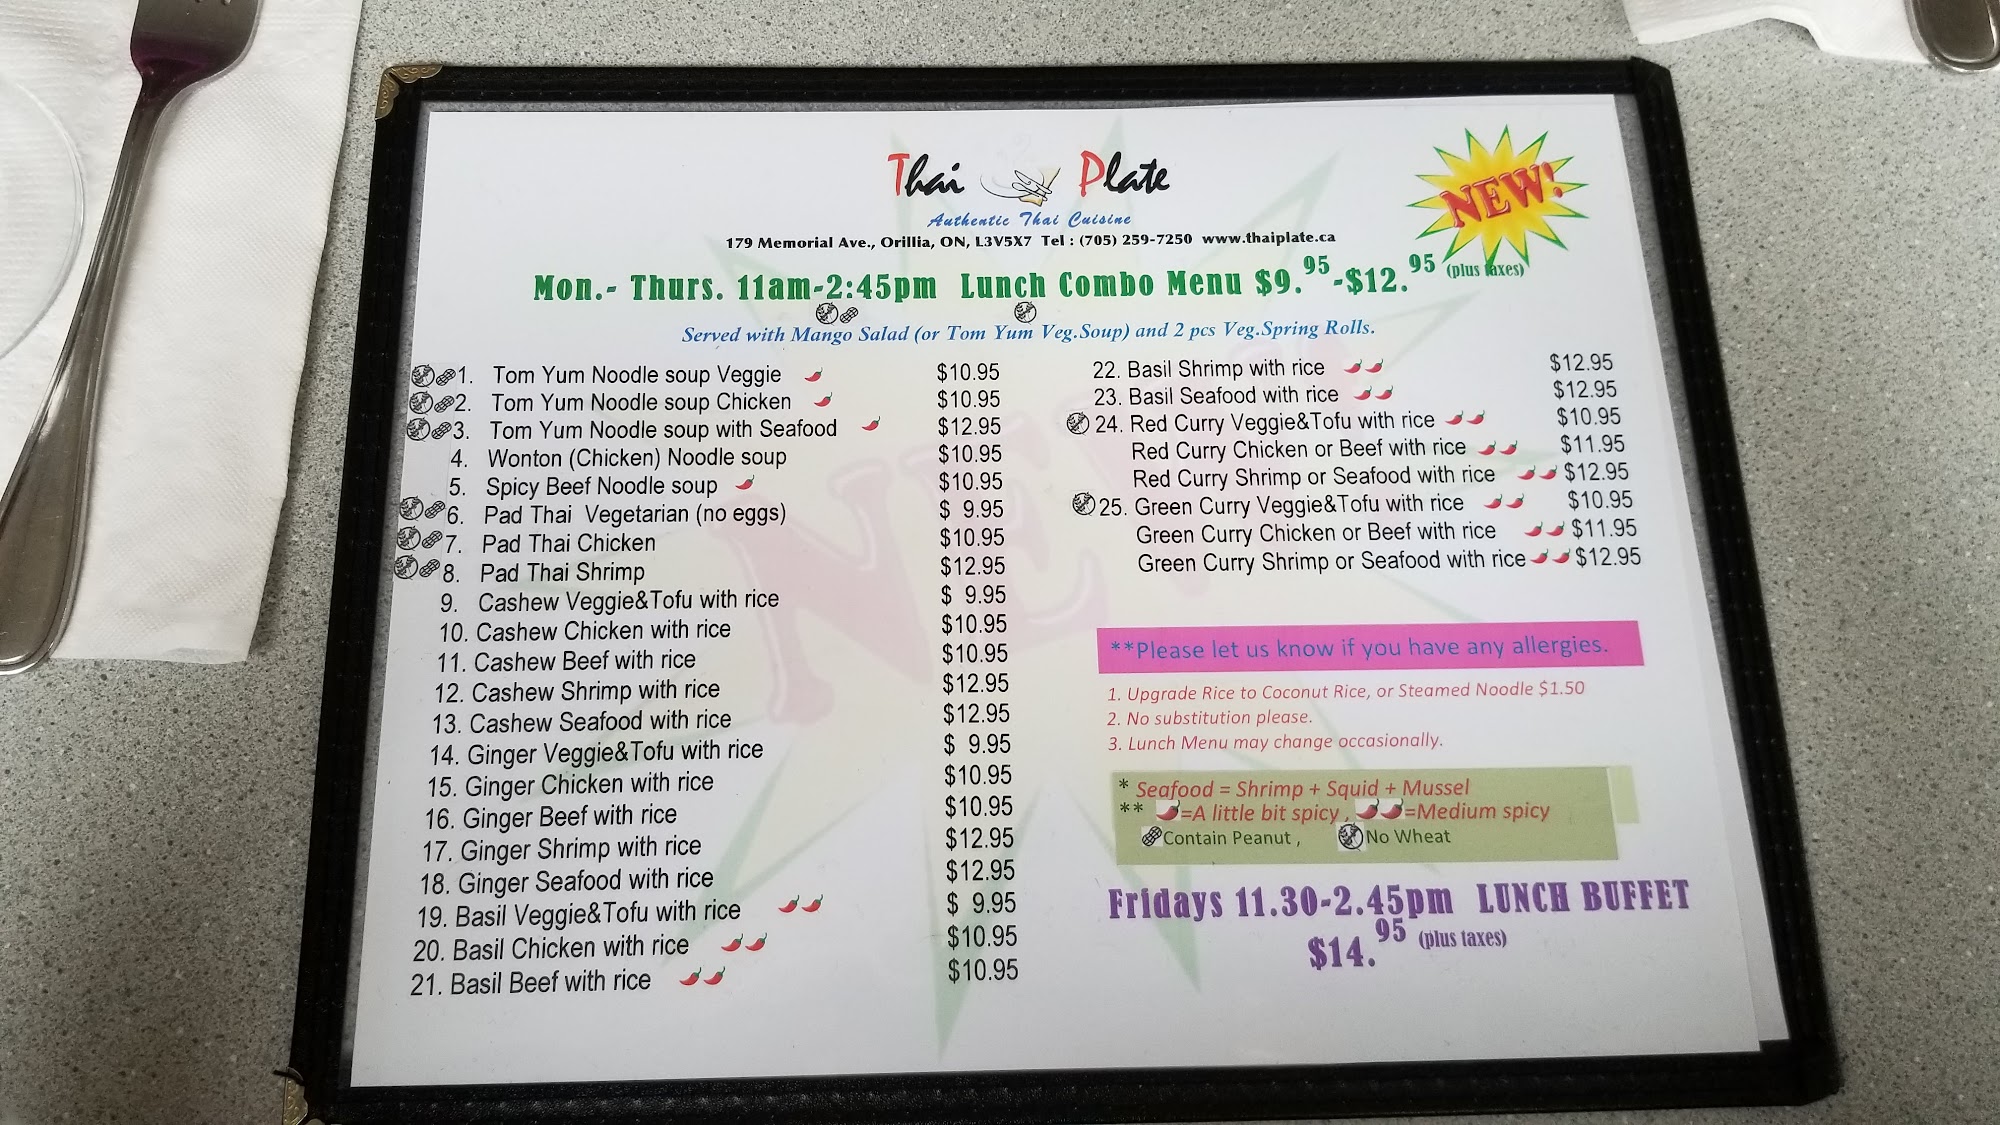 Thai Plate
NEW!
Authentic Thai Cuisine
179 Memorial Ave., Orillia, ON, L3V5X7 Tel : (705) 259-7250 www.thaiplate.ca
Mon.- Thurs. 11am-2:45pm Lunch Combo Menu $9.95-$12.95 (plus taxes)
Served with Mango Salad (or Tom Yum Veg.Soup) and 2 pcs Veg.Spring Rolls.
1. Tom Yum Noodle soup Veggie $10.95
2. Tom Yum Noodle soup Chicken $10.95
3. Tom Yum Noodle soup with Seafood $12.95
4. Wonton (Chicken) Noodle soup $10.95
5. Spicy Beef Noodle soup $10.95
6. Pad Thai Vegetarian (no eggs) $ 9.95
7. Pad Thai Chicken $10.95
8. Pad Thai Shrimp $12.95
9. Cashew Veggie&Tofu with rice $ 9.95
10. Cashew Chicken with rice $10.95
11. Cashew Beef with rice $10.95
12. Cashew Shrimp with rice $12.95
13. Cashew Seafood with rice $12.95
14. Ginger Veggie&Tofu with rice $ 9.95
15. Ginger Chicken with rice $10.95
16. Ginger Beef with rice $10.95
17. Ginger Shrimp with rice $12.95
18. Ginger Seafood with rice $12.95
19. Basil Veggie&Tofu with rice $ 9.95
20. Basil Chicken with rice $10.95
21. Basil Beef with rice $10.95
22. Basil Shrimp with rice $12.95
23. Basil Seafood with rice $12.95
24. Red Curry Veggie&Tofu with rice $10.95
Red Curry Chicken or Beef with rice $11.95
Red Curry Shrimp or Seafood with rice $12.95
25. Green Curry Veggie&Tofu with rice $10.95
Green Curry Chicken or Beef with rice $11.95
Green Curry Shrimp or Seafood with rice $12.95
**Please let us know if you have any allergies.
1. Upgrade Rice to Coconut Rice, or Steamed Noodle $1.50
2. No substitution please.
3. Lunch Menu may change occasionally.
* Seafood = Shrimp + Squid + Mussel
** =A little bit spicy , =Medium spicy
Contain Peanut , No Wheat
Fridays 11.30-2.45pm LUNCH BUFFET
$14.95 (plus taxes)
NEW